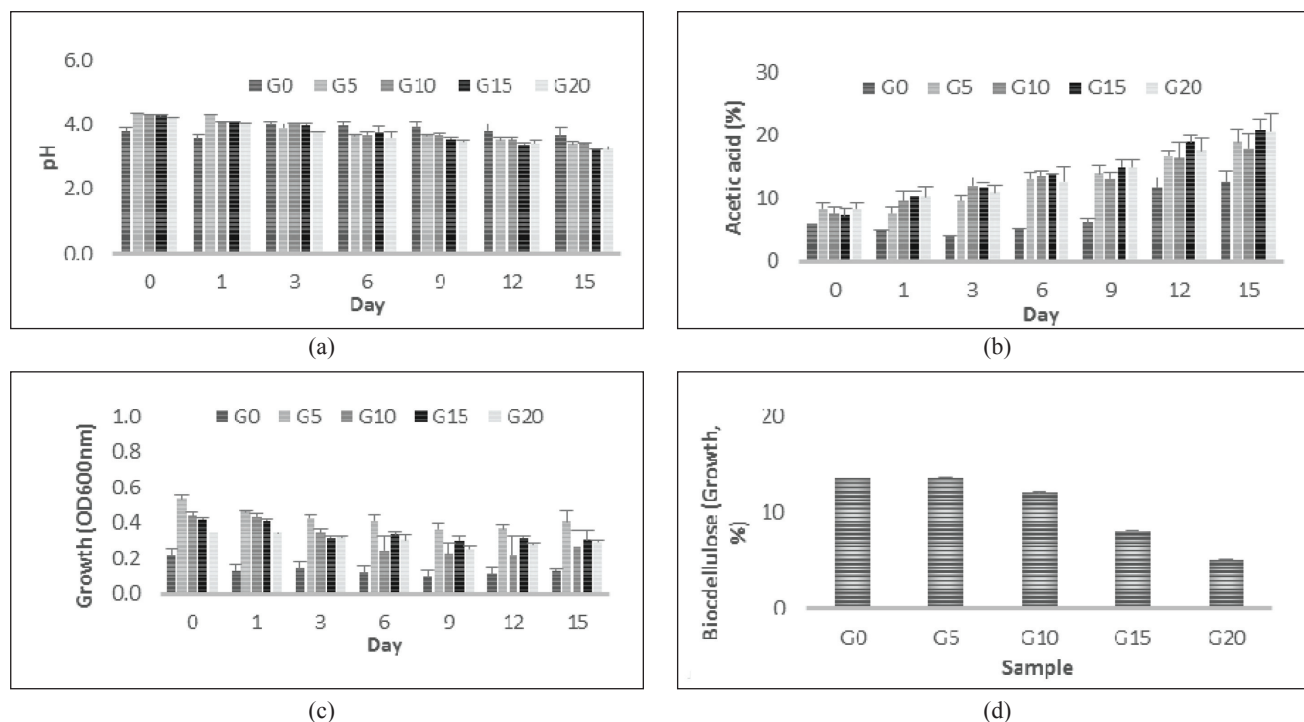 6.0
G0 G5 G10 G15 G20
4.0
pH
2.0
0.0
0 1 3 6 9 12 15
Day
(a)
30
G0 G5 G10 G15 G20
20
Acetic acid (%)
10
0
0 1 3 6 9 12 15
Day
(b)
G0 G5 G10 G15 G20
1.0
0.8
0.6
Growth (OD600nm)
0.4
0.2
0.0
0 1 3 6 9 12 15
Day
(c)
20
Biocdellulose (Growth,
%)
10
0
G0 G5 G10 G15 G20
Sample
(d)